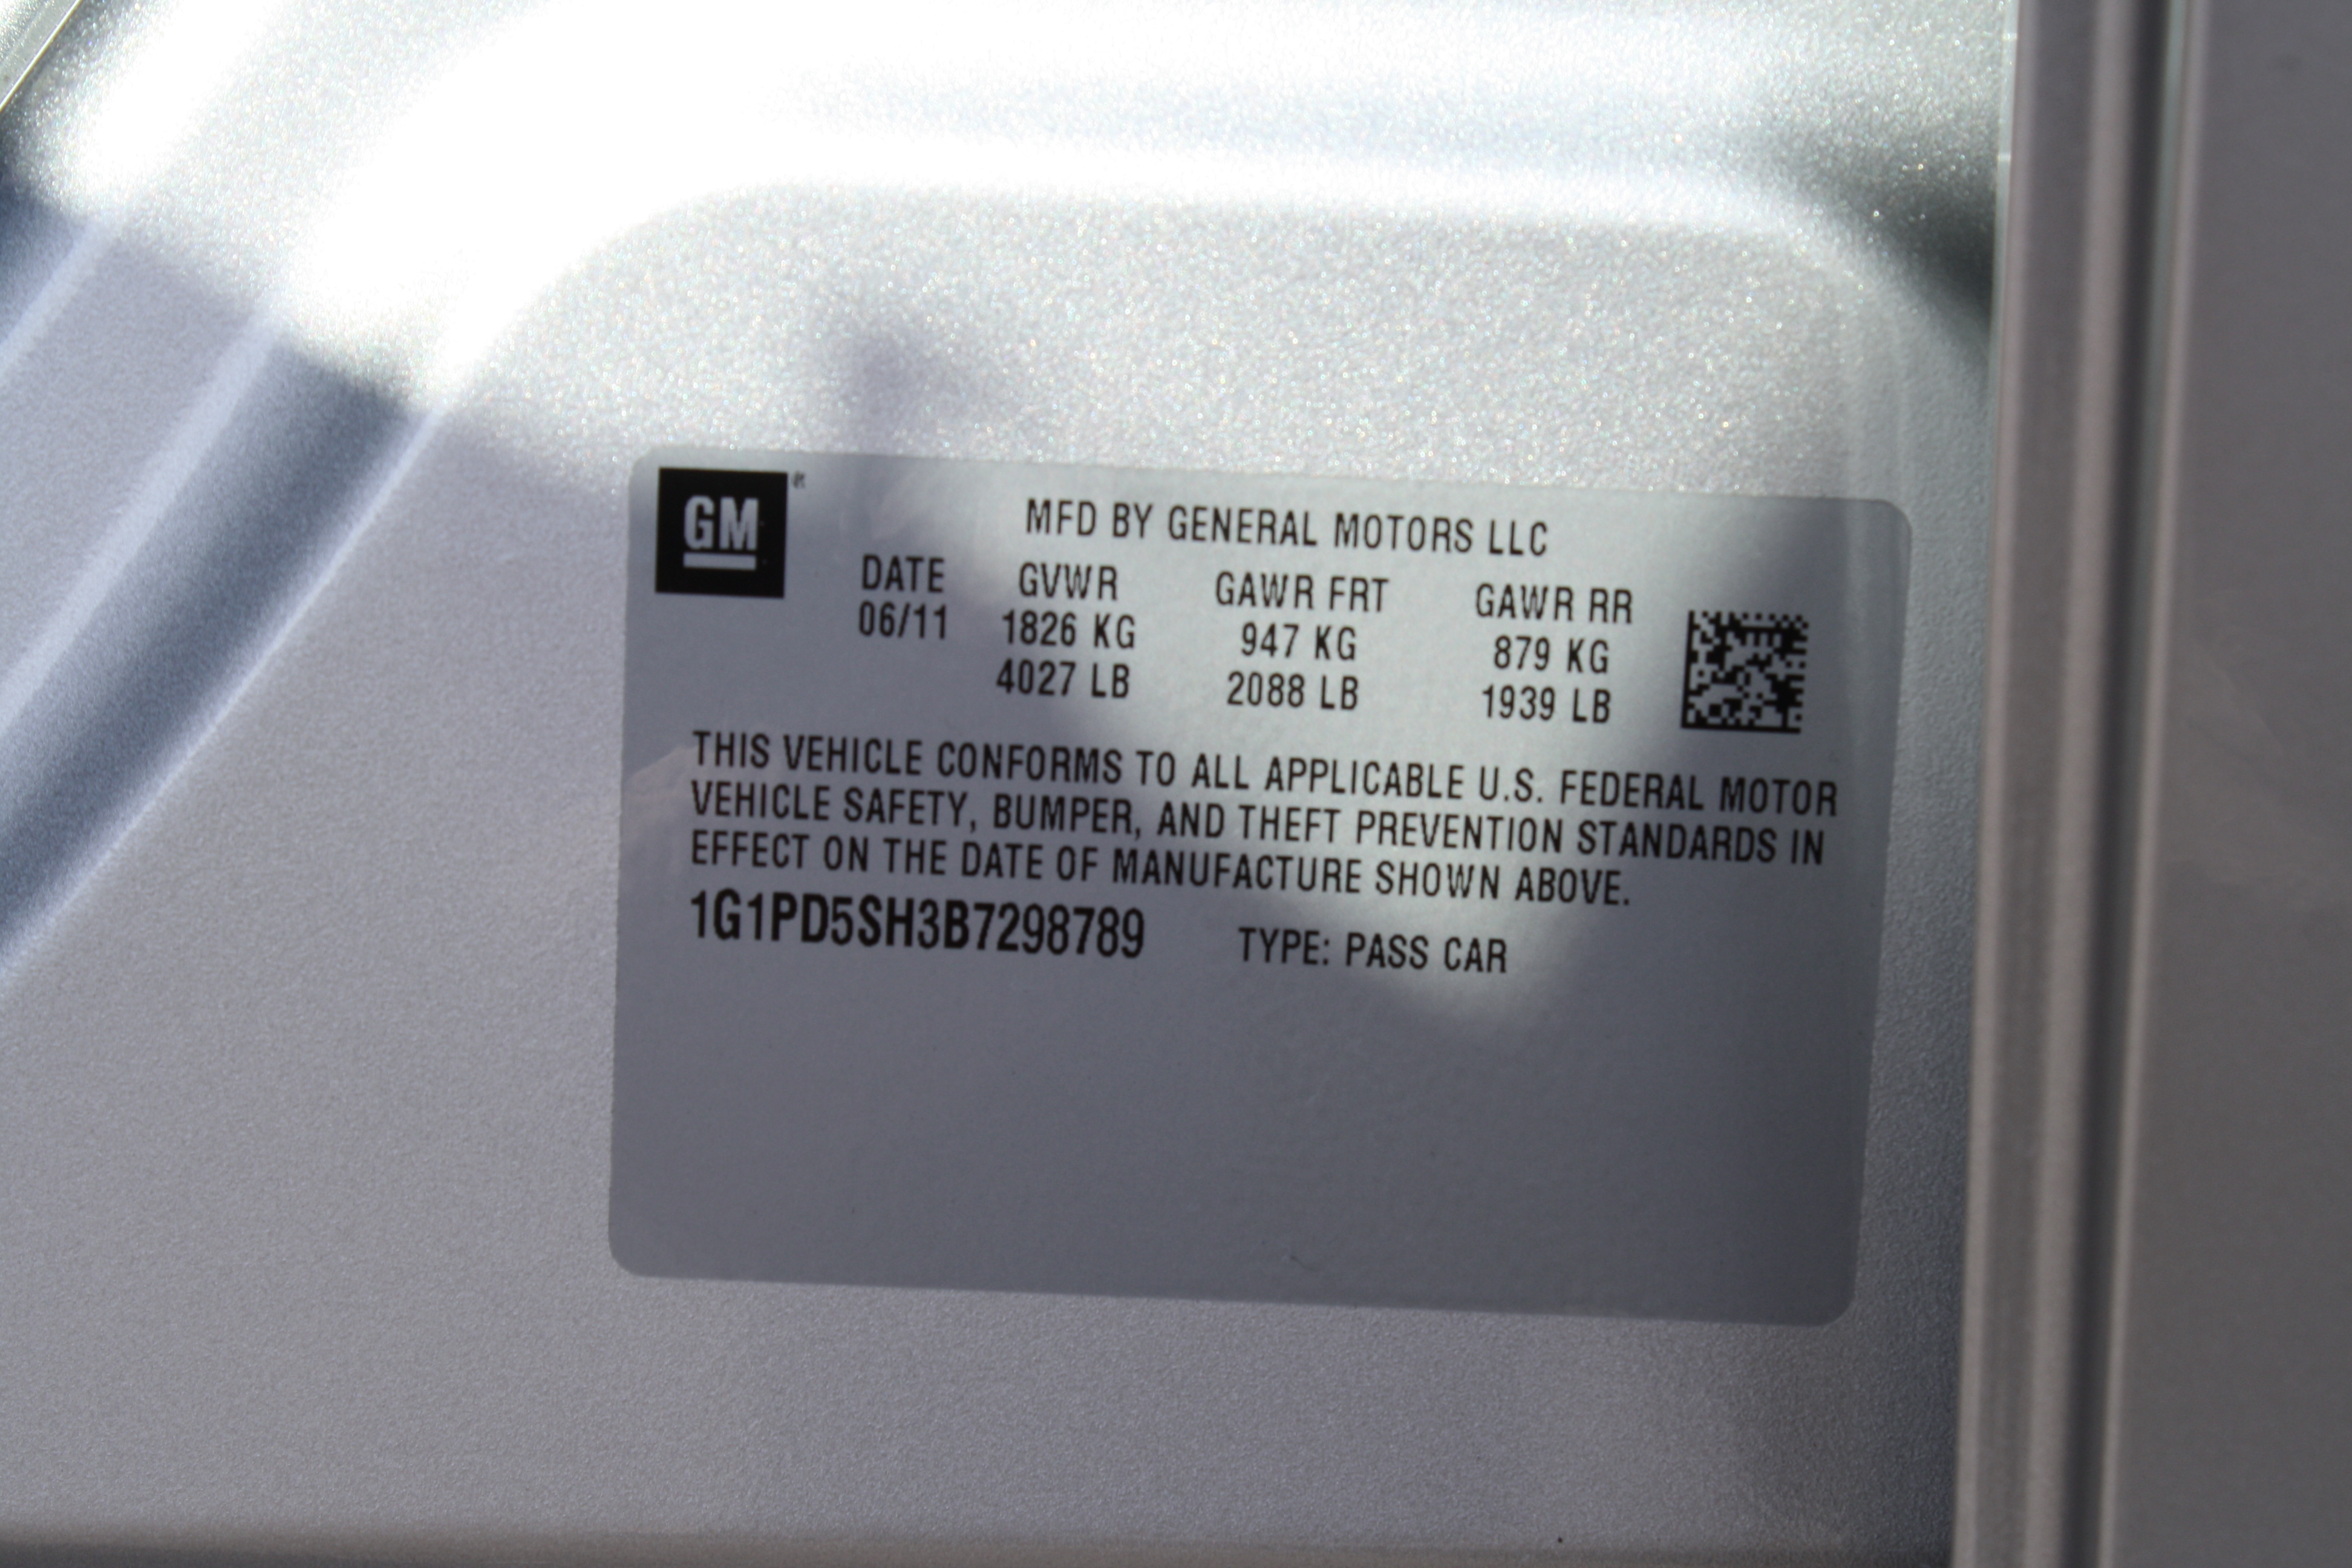 GM
MFD BY GENERAL MOTORS LLC
DATE GVWR GAWR FRT GAWR RR
06/11 1826 KG 947 KG 879 KG
4027 LB 2088 LB 1939 LB
THIS VEHICLE CONFORMS TO ALL APPLICABLE U.S. FEDERAL MOTOR
VEHICLE SAFETY, BUMPER, AND THEFT PREVENTION STANDARDS IN
EFFECT ON THE DATE OF MANUFACTURE SHOWN ABOVE.
1G1PD5SH3B7298789 TYPE: PASS CAR